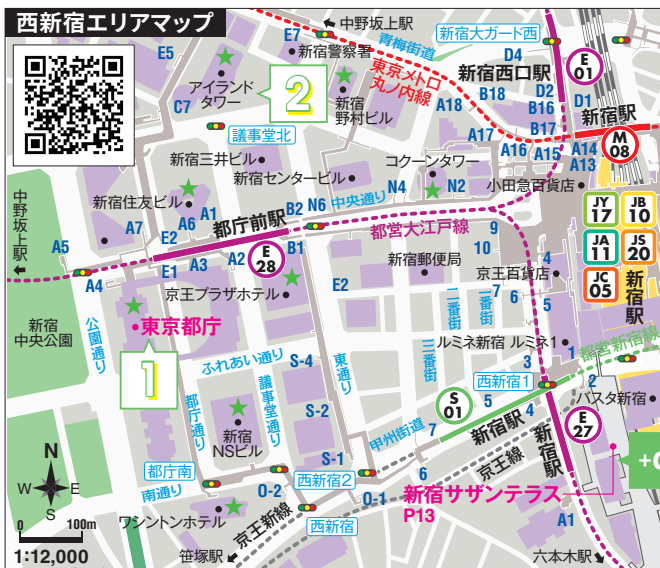 西新宿エリアマップ
中野坂上駅
E7
新宿警察署
青梅街道
新宿大ガード西
D4
E5
アイランド
タワー
2
新宿
野村ビル
東京メトロ
丸ノ内線
新宿西口駅
E
01
C7
A18
B18
D2
B16
D1
新宿駅
議事堂北
A17
B17
A16
A15
A14
A13
M
08
新宿三井ビル
コクーンタワー
新宿センタービル
N4
N2
小田急百貨店
中央通り
新宿住友ビル
B2
N6
JY
17
JB
10
中野坂上駅
A1
A6
A7
都庁前駅
都営大江戸線
JA
11
JS
20
A5
E2
9
E1
A3
A2
E
28
B1
10
新宿郵便局
4
京王百貨店
JC
05
新宿駅
A4
E2
京王プラザホテル
二番街
7
一番街
6
5
新宿
中央公園
公園通り
東京都庁
東通り
三番街
ルミネ新宿 ルミネ1
1
都営新宿線
1
ふれあい通り
S-4
3
西新宿1
2
都庁通り
議事堂通り
S
01
5
バスタ新宿
S-2
4
甲州街道
7
新宿駅
E
27
新宿
NSビル
新宿駅
N
W
E
S
都庁南
S-1
6
京王線
+C
南通り
O-2
西新宿2
O-1
新宿サザンテラス
P13
ワシントンホテル
京王新線
西新宿
A1
0
100m
1:12,000
笹塚駅
六本木駅